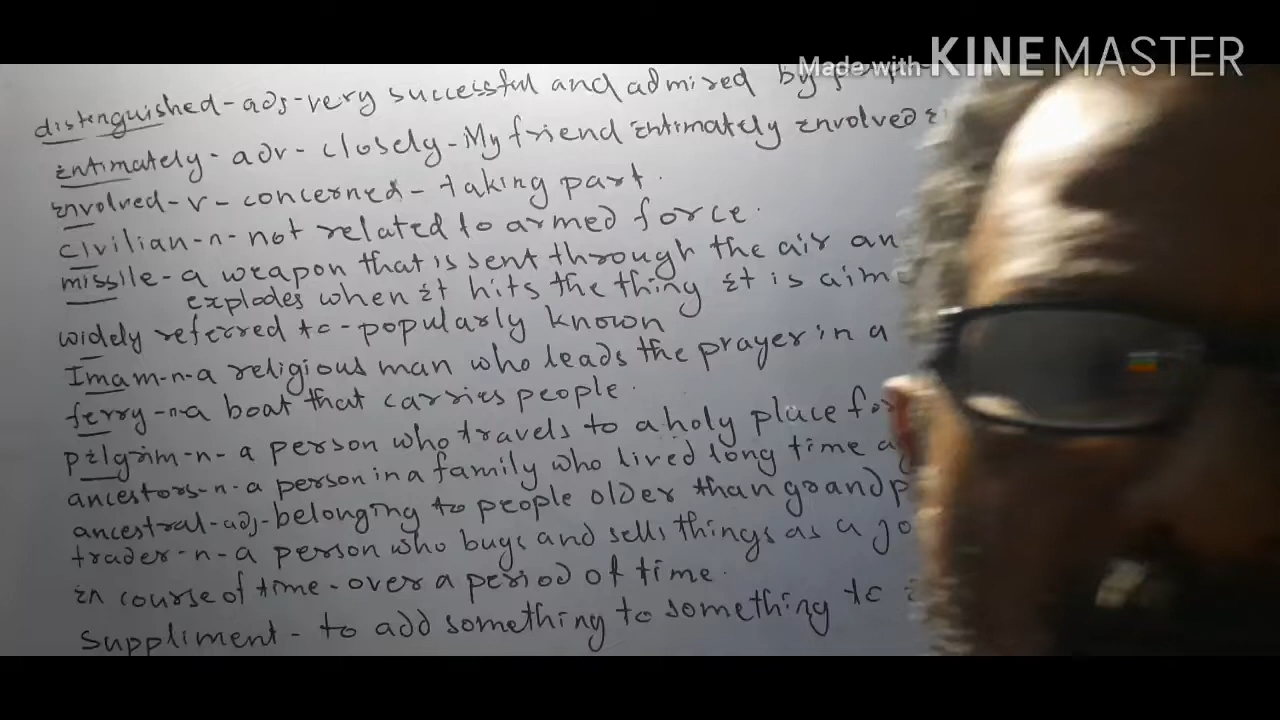 Made with KINEMASTER
distinguished - adj - very successful and admired by
intimately - adv - closely - My friend intimately involved
involved - v - concerned - taking part.
civilian - n - not related to armed force.
missile - a weapon that is sent through the air an
explodes when it hits the thing it is aim
widely referred to - popularly known
Imam - n - a religious man who leads the prayer in a
ferry - n - a boat that carries people.
pilgrim - n - a person who travels to a holy place for
ancestors - n - a person in a family who lived long time
ancestral - adj - belonging to people older than grandp
trader - n - a person who buys and sells things as a jo
in course of time - over a period of time.
suppliment - to add something to something to